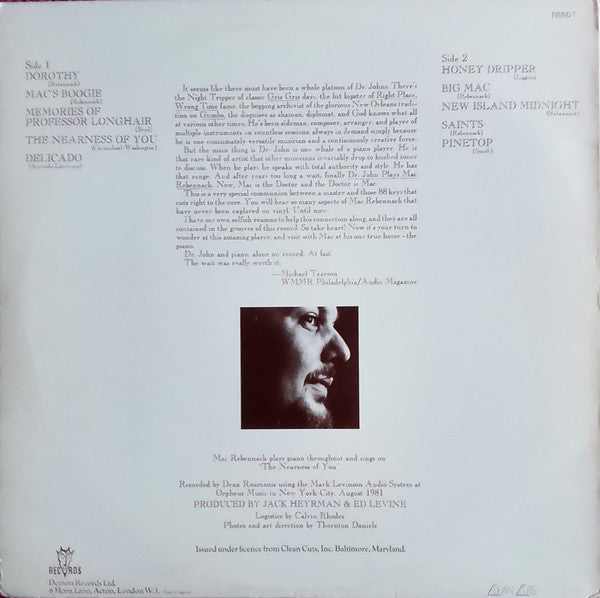 FIEND 1
Side 1
DOROTHY
(Rebennack)
MAC'S BOOGIE
(Rebennack)
MEMORIES OF
PROFESSOR LONGHAIR
(Byrd)
THE NEARNESS OF YOU
(Carmichael Washington)
DELICADO
Side 2
HONEY DRIPPER
(Liggins)
BIG MAC
(Rebennack)
NEW ISLAND MIDNIGHT
(Rebennack)
SAINTS
(Rebennack)
PINETOP
(Smith)
It seems like there must have been a whole platoon of Dr. Johns. There's
the Night Tripper of classic Gris Gris days, the hit hipster of Right Place,
Wrong Time fame, the bopping archivist of the glorious New Orleans tradi-
tion on Gumbo, the disguises as shaman, diplomat, and God knows what all
at various other times. He's been sideman, composer, arranger, and player of
multiple instruments on countless sessions, always in demand simply because
he is one consummately versatile musician and a continuously creative force.
But the main thing is Dr. John is one whale of a piano player. He is
that rare kind of artist that other musicians invariably drop to hushed tones
to discuss. When he plays he speaks with total authority and style. He has
that range. And after years too long a wait, finally Dr. John Plays Mac
Rebennack. Now, Mac is the Doctor and the Doctor is Mac.
This is a very special communion between a master and those 88 keys that
cuts right to the core. You will hear so many aspects of Mac Rebennack that
have never been explored on vinyl. Until now.
I have my own selfish reasons to help this connection along, and they are all
contained in the grooves of this record. So take heart! Now it's your turn to
wonder at this amazing player, and visit with Mac at his one true home - the
piano.
Dr. John and piano, alone on record. At last.
The wait was really worth it.
— Michael Tearson
WMMR Philadelphia/Audio Magazine
Mac Rebennack plays piano throughout and sings on
"The Nearness of You"
Recorded by Dean Roumanis using the Mark Levinson Audio System at
Orpheus Music in New York City, August 1981
PRODUCED BY JACK HEYRMAN & ED LEVINE
Logistics by Calvin Rhodes
Photos and art direction by Thornton Daniels
Issued under licence from Clean Cuts, Inc. Baltimore, Maryland.
RECORDS
Demon Records Ltd.
6 Horn Lane, Acton, London W.3. Made in England
CLEAN CUTS